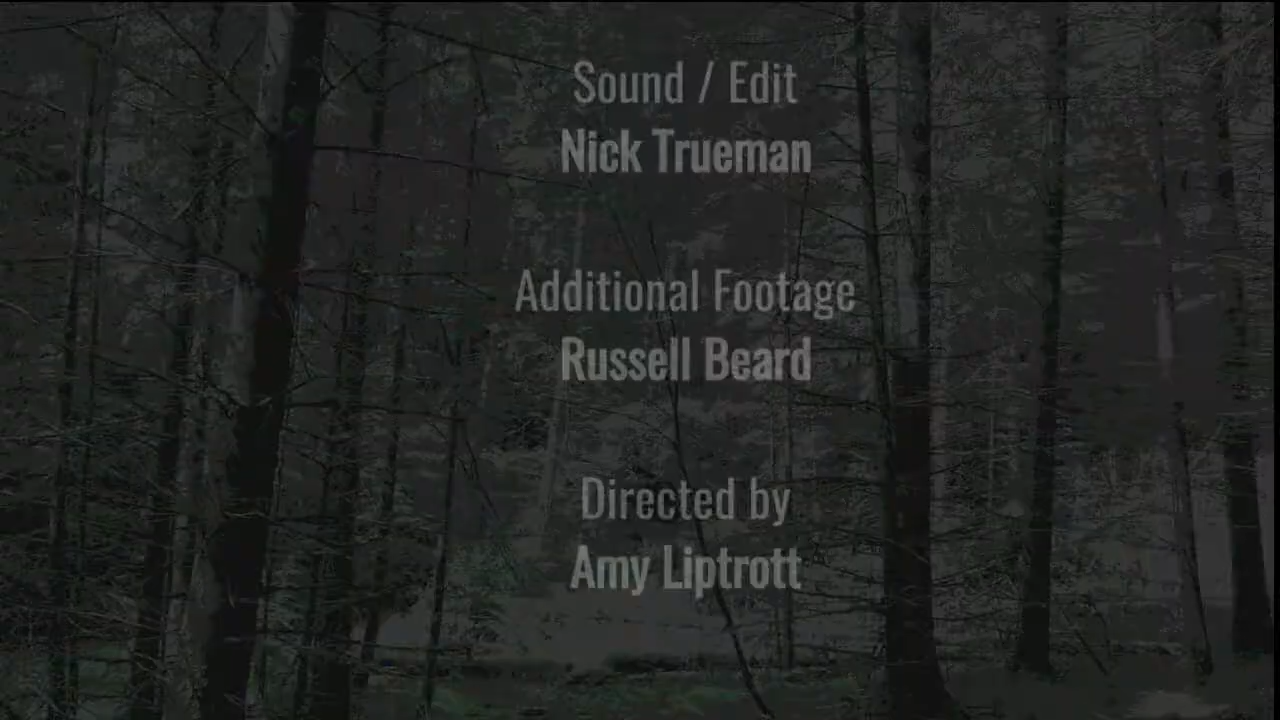 Sound / Edit
Nick Trueman
Additional Footage
Russell Beard
Directed by
Amy Liptrott